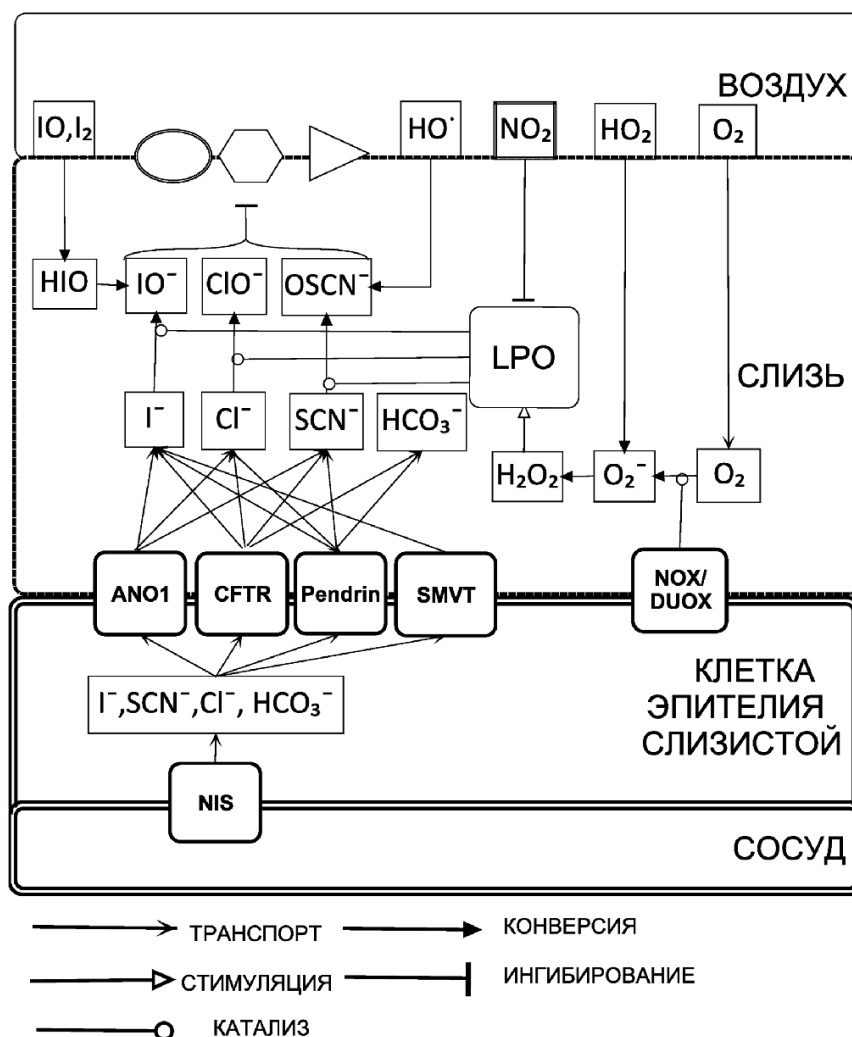 ВОЗДУХ
IO,I₂
HO˙
NO₂
HO₂
O₂
HIO
IO⁻
ClO⁻
OSCN⁻
LPO
СЛИЗЬ
I⁻
Cl⁻
SCN⁻
HCO₃⁻
H₂O₂
O₂⁻
O₂
ANO1
CFTR
Pendrin
SMVT
NOX/
DUOX
КЛЕТКА
ЭПИТЕЛИЯ
СЛИЗИСТОЙ
I⁻,SCN⁻,Cl⁻, HCO₃⁻
NIS
СОСУД
ТРАНСПОРТ
КОНВЕРСИЯ
СТИМУЛЯЦИЯ
ИНГИБИРОВАНИЕ
КАТАЛИЗ